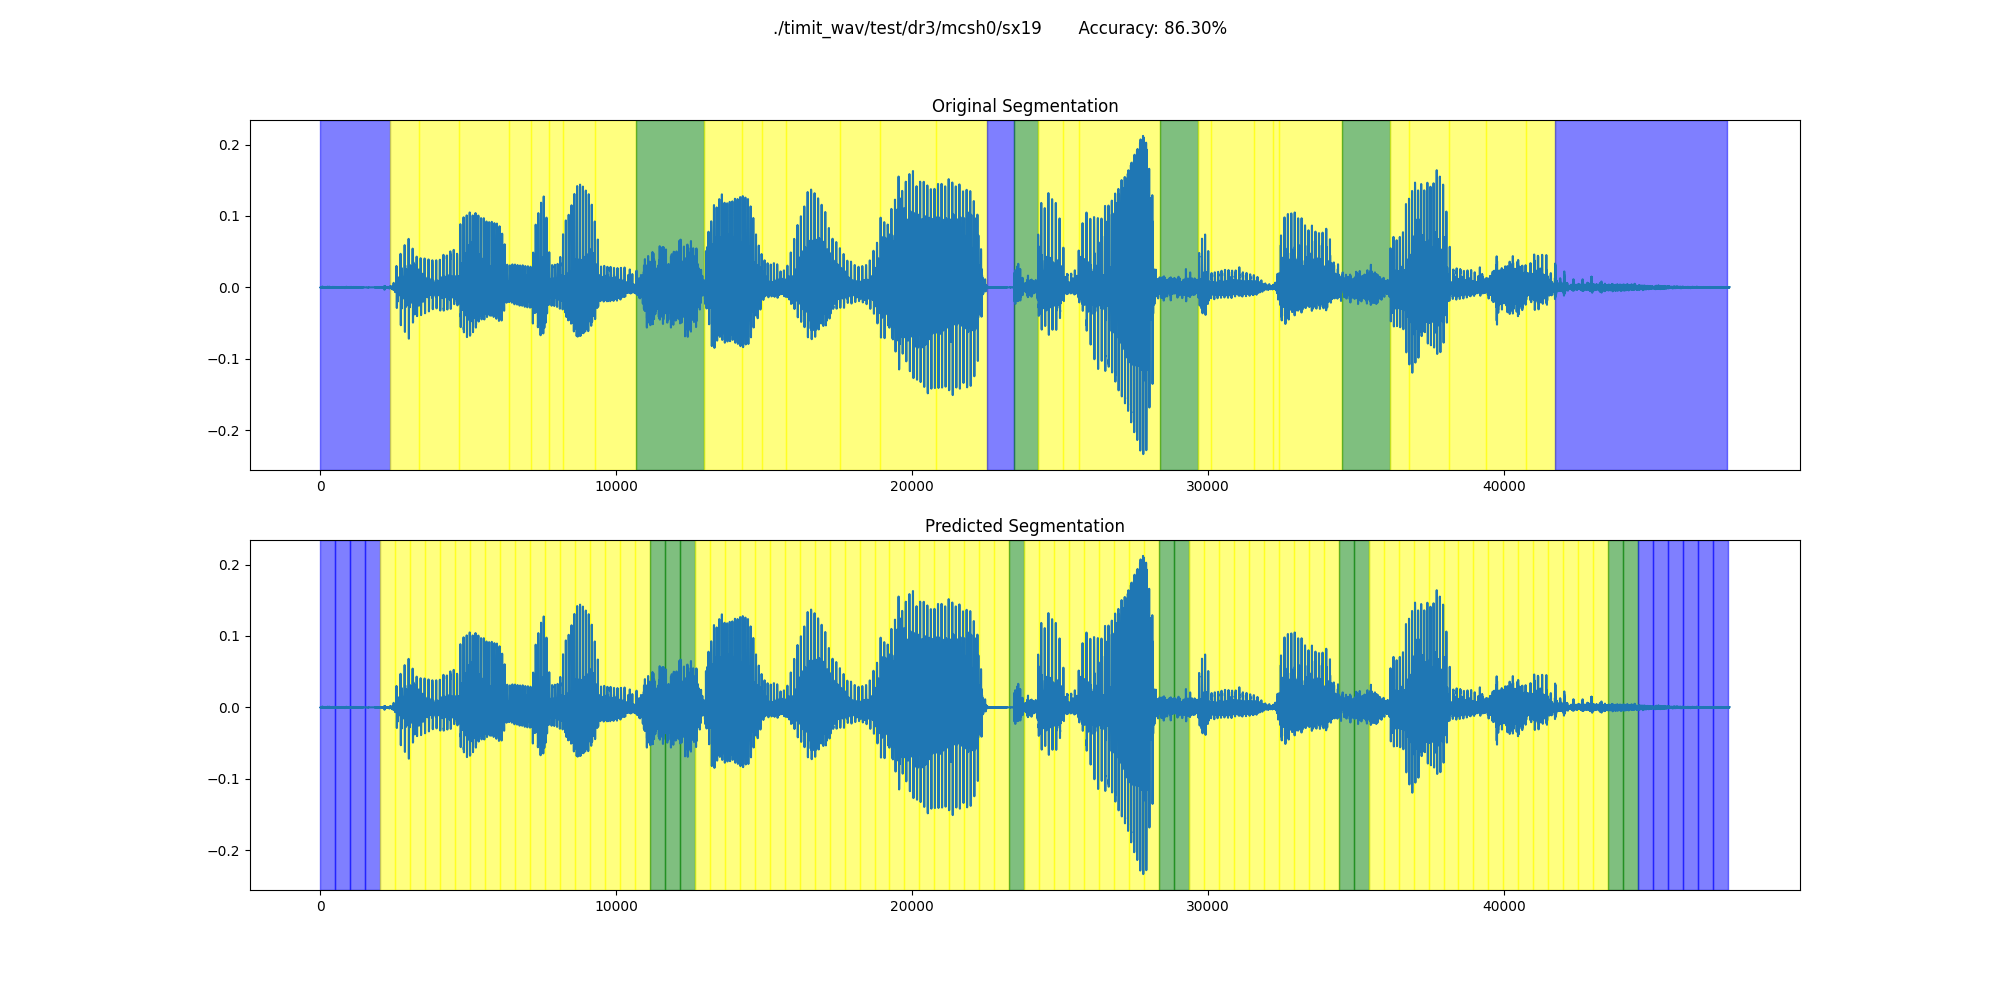 ./timit_wav/test/dr3/mcsh0/sx19 Accuracy: 86.30%
Original Segmentation
0.2
0.1
0.0
−0.1
−0.2
0 10000 20000 30000 40000
Predicted Segmentation
0.2
0.1
0.0
−0.1
−0.2
0 10000 20000 30000 40000